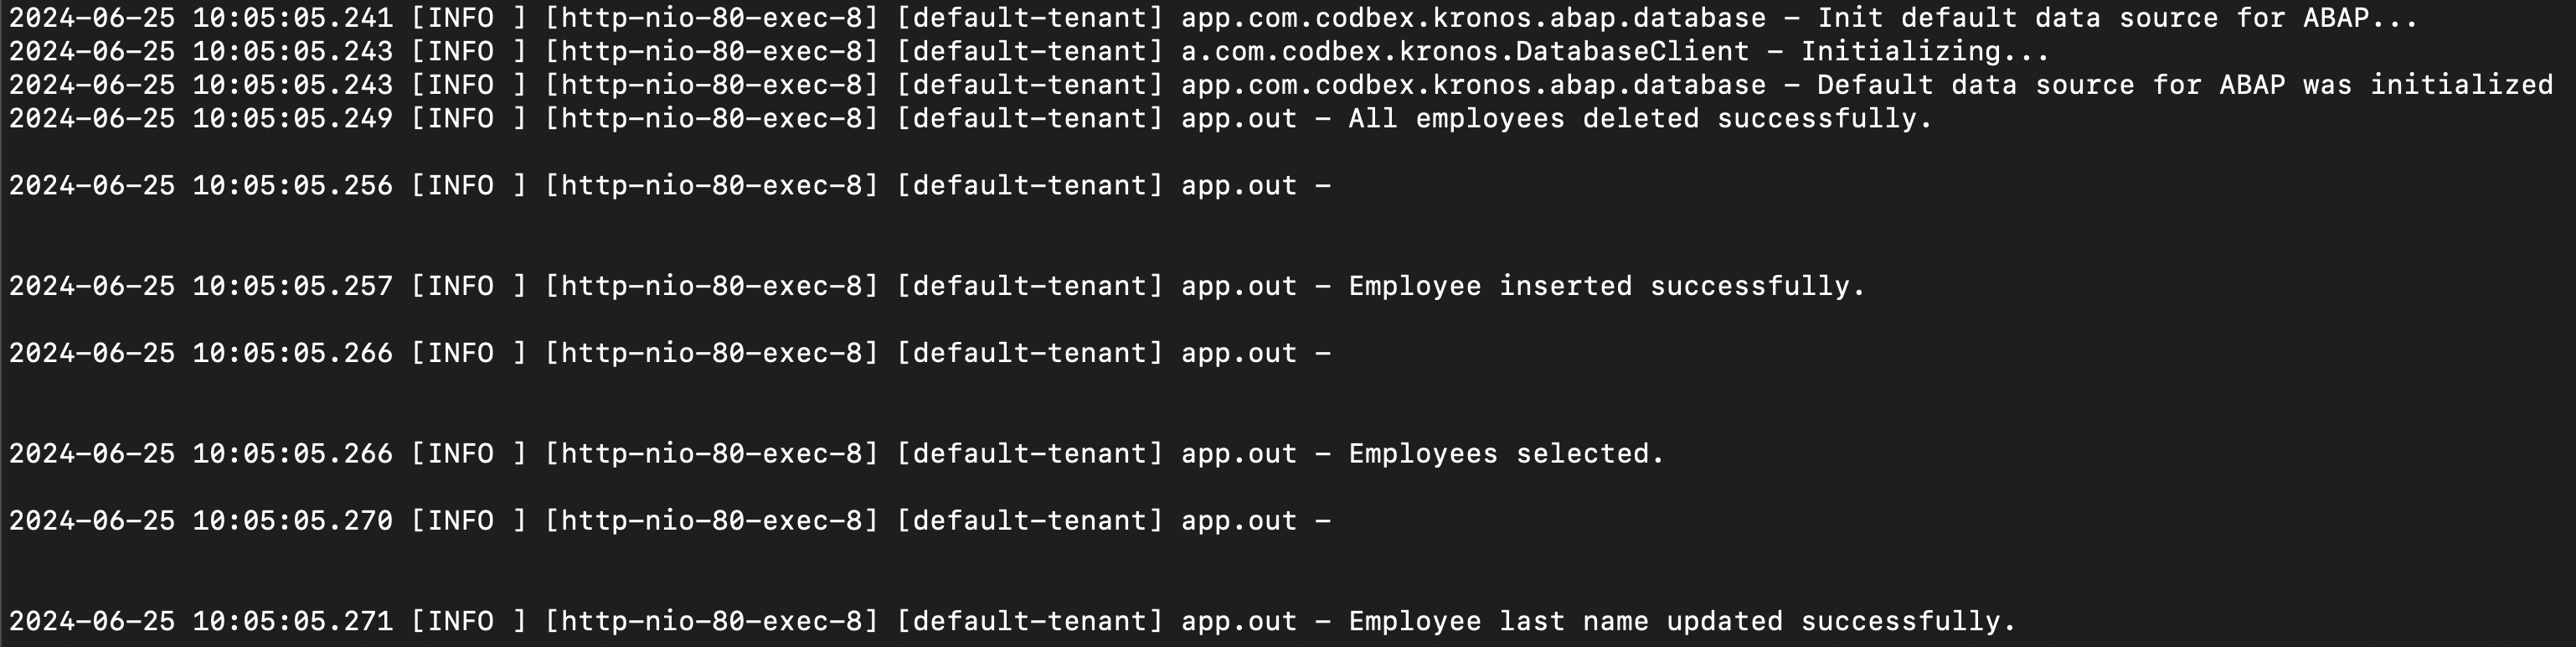 2024-06-25 10:05:05.241 [INFO ] [http-nio-80-exec-8] [default-tenant] app.com.codbex.kronos.abap.database – Init default data source for ABAP...
2024-06-25 10:05:05.243 [INFO ] [http-nio-80-exec-8] [default-tenant] a.com.codbex.kronos.DatabaseClient – Initializing...
2024-06-25 10:05:05.243 [INFO ] [http-nio-80-exec-8] [default-tenant] app.com.codbex.kronos.abap.database – Default data source for ABAP was initialized
2024-06-25 10:05:05.249 [INFO ] [http-nio-80-exec-8] [default-tenant] app.out – All employees deleted successfully.
2024-06-25 10:05:05.256 [INFO ] [http-nio-80-exec-8] [default-tenant] app.out –
2024-06-25 10:05:05.257 [INFO ] [http-nio-80-exec-8] [default-tenant] app.out – Employee inserted successfully.
2024-06-25 10:05:05.266 [INFO ] [http-nio-80-exec-8] [default-tenant] app.out –
2024-06-25 10:05:05.266 [INFO ] [http-nio-80-exec-8] [default-tenant] app.out – Employees selected.
2024-06-25 10:05:05.270 [INFO ] [http-nio-80-exec-8] [default-tenant] app.out –
2024-06-25 10:05:05.271 [INFO ] [http-nio-80-exec-8] [default-tenant] app.out – Employee last name updated successfully.